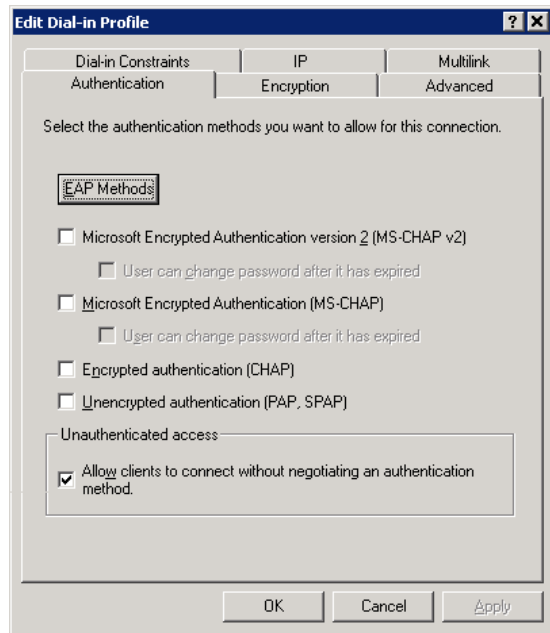 Edit Dial-in Profile
Dial-in Constraints IP Multilink
Authentication Encryption Advanced
Select the authentication methods you want to allow for this connection.
EAP Methods
Microsoft Encrypted Authentication version 2 (MS-CHAP v2)
User can change password after it has expired
Microsoft Encrypted Authentication (MS-CHAP)
User can change password after it has expired
Encrypted authentication (CHAP)
Unencrypted authentication (PAP, SPAP)
Unauthenticated access
Allow clients to connect without negotiating an authentication
method.
OK Cancel Apply